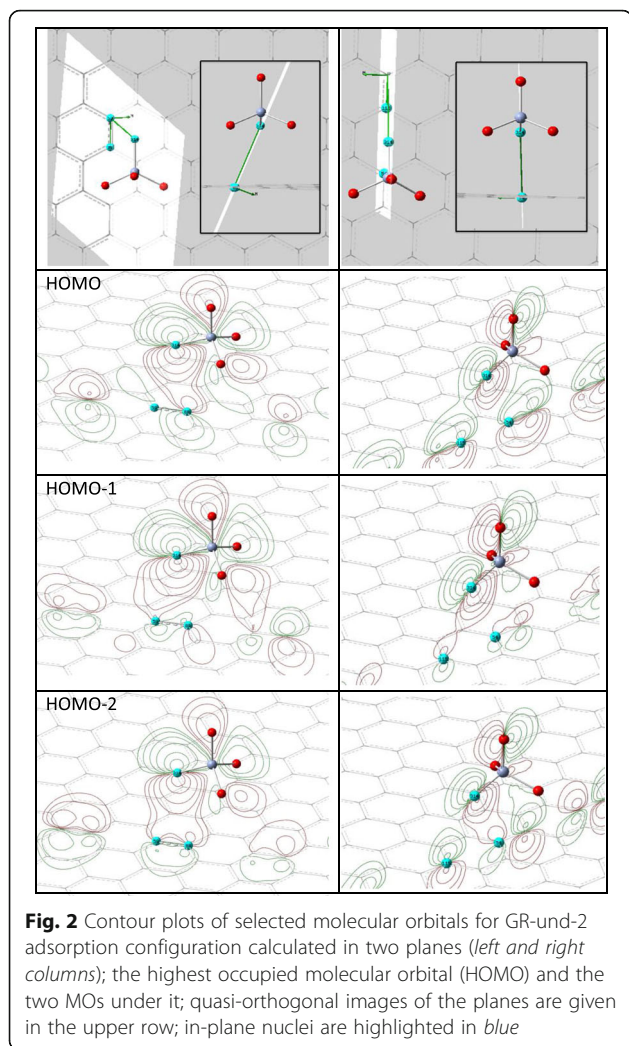 HOMO
HOMO-1
HOMO-2
Fig. 2 Contour plots of selected molecular orbitals for GR-und-2
adsorption configuration calculated in two planes (left and right
columns); the highest occupied molecular orbital (HOMO) and the
two MOs under it; quasi-orthogonal images of the planes are given
in the upper row; in-plane nuclei are highlighted in blue